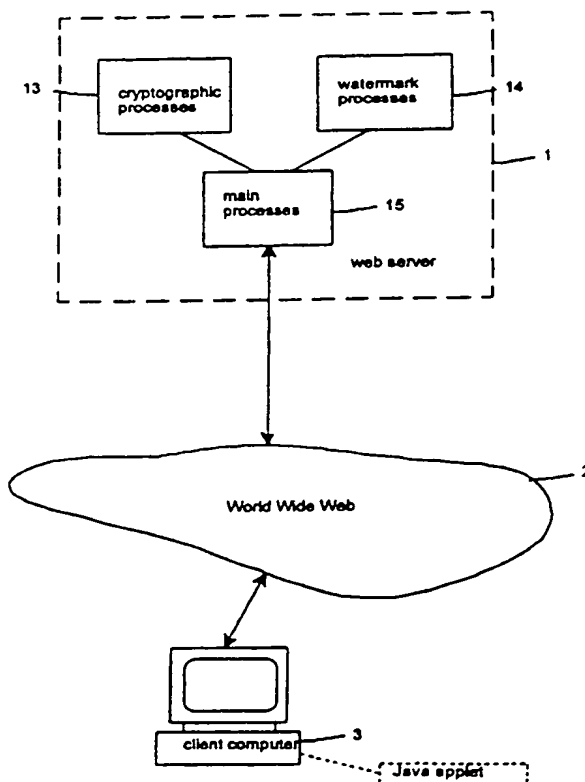 13
cryptographic
processes
watermark
processes
14
1
main
processes
15
web server
2
World Wide Web
client computer
3
Java applet